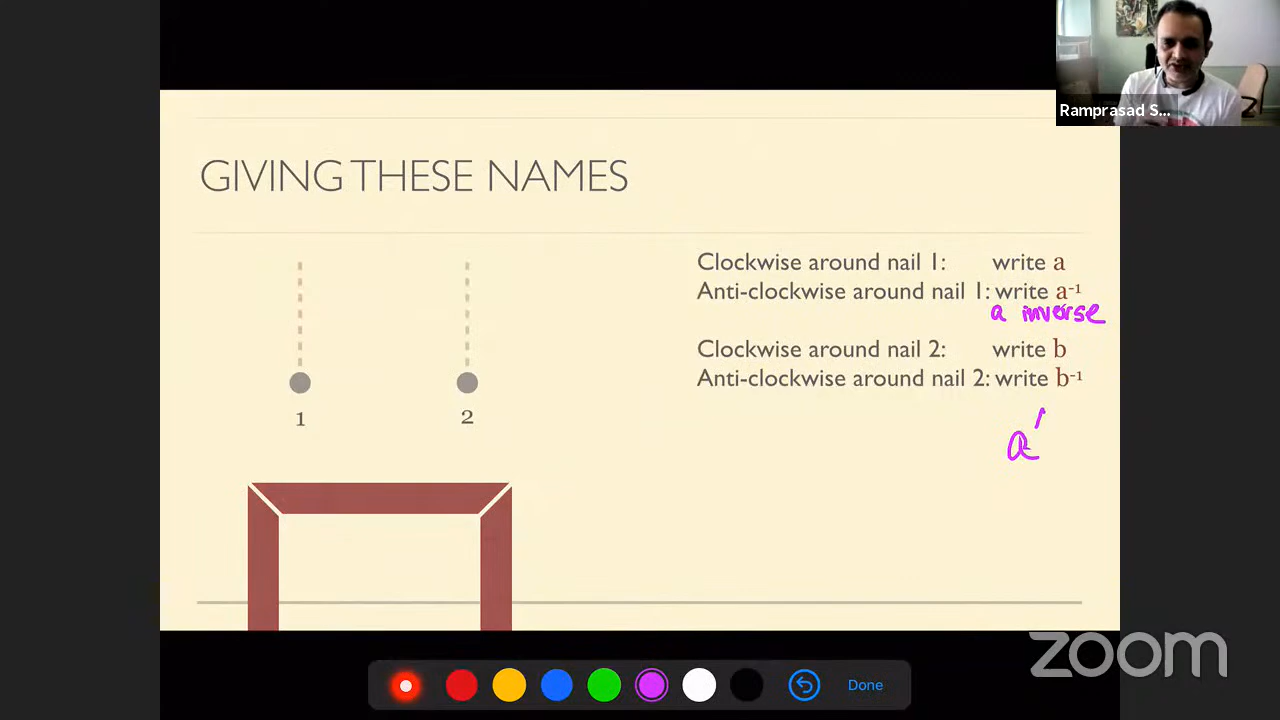 Ramprasad S...
GIVING THESE NAMES
Clockwise around nail 1: write a
Anti-clockwise around nail 1: write a⁻¹
a inverse
Clockwise around nail 2: write b
Anti-clockwise around nail 2: write b⁻¹
1
2
a'
zoom
Done